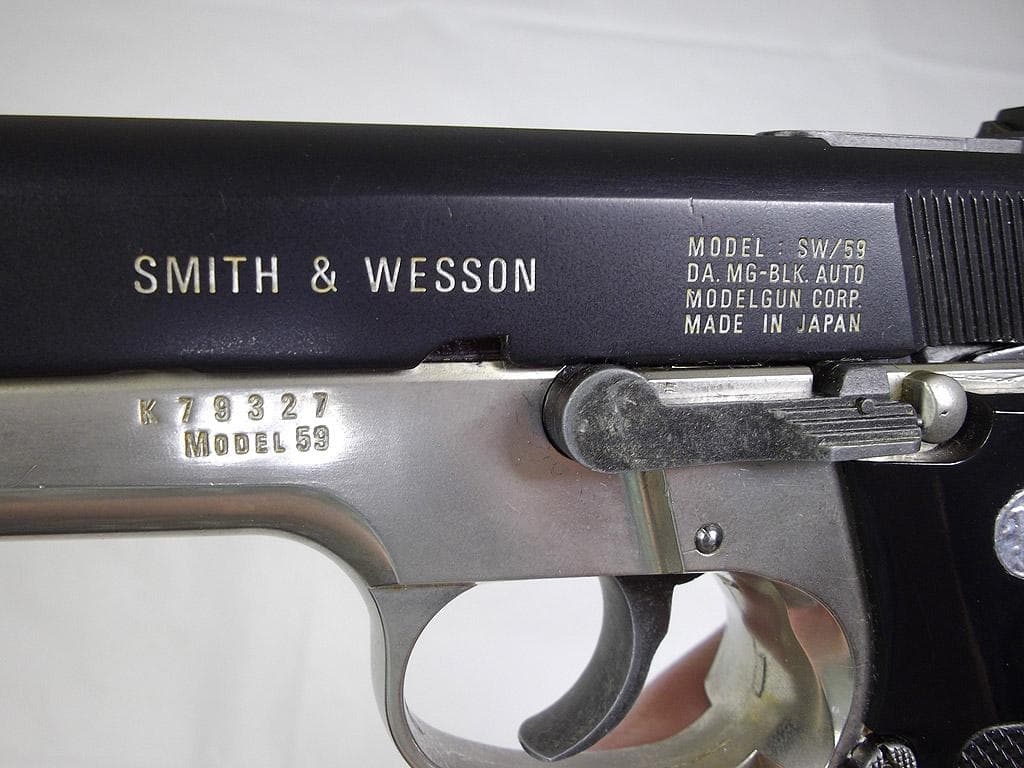 SMITH & WESSON
MODEL : SW/59
DA. MG-BLK. AUTO
MODELGUN CORP.
MADE IN JAPAN
K 79327
MODEL 59